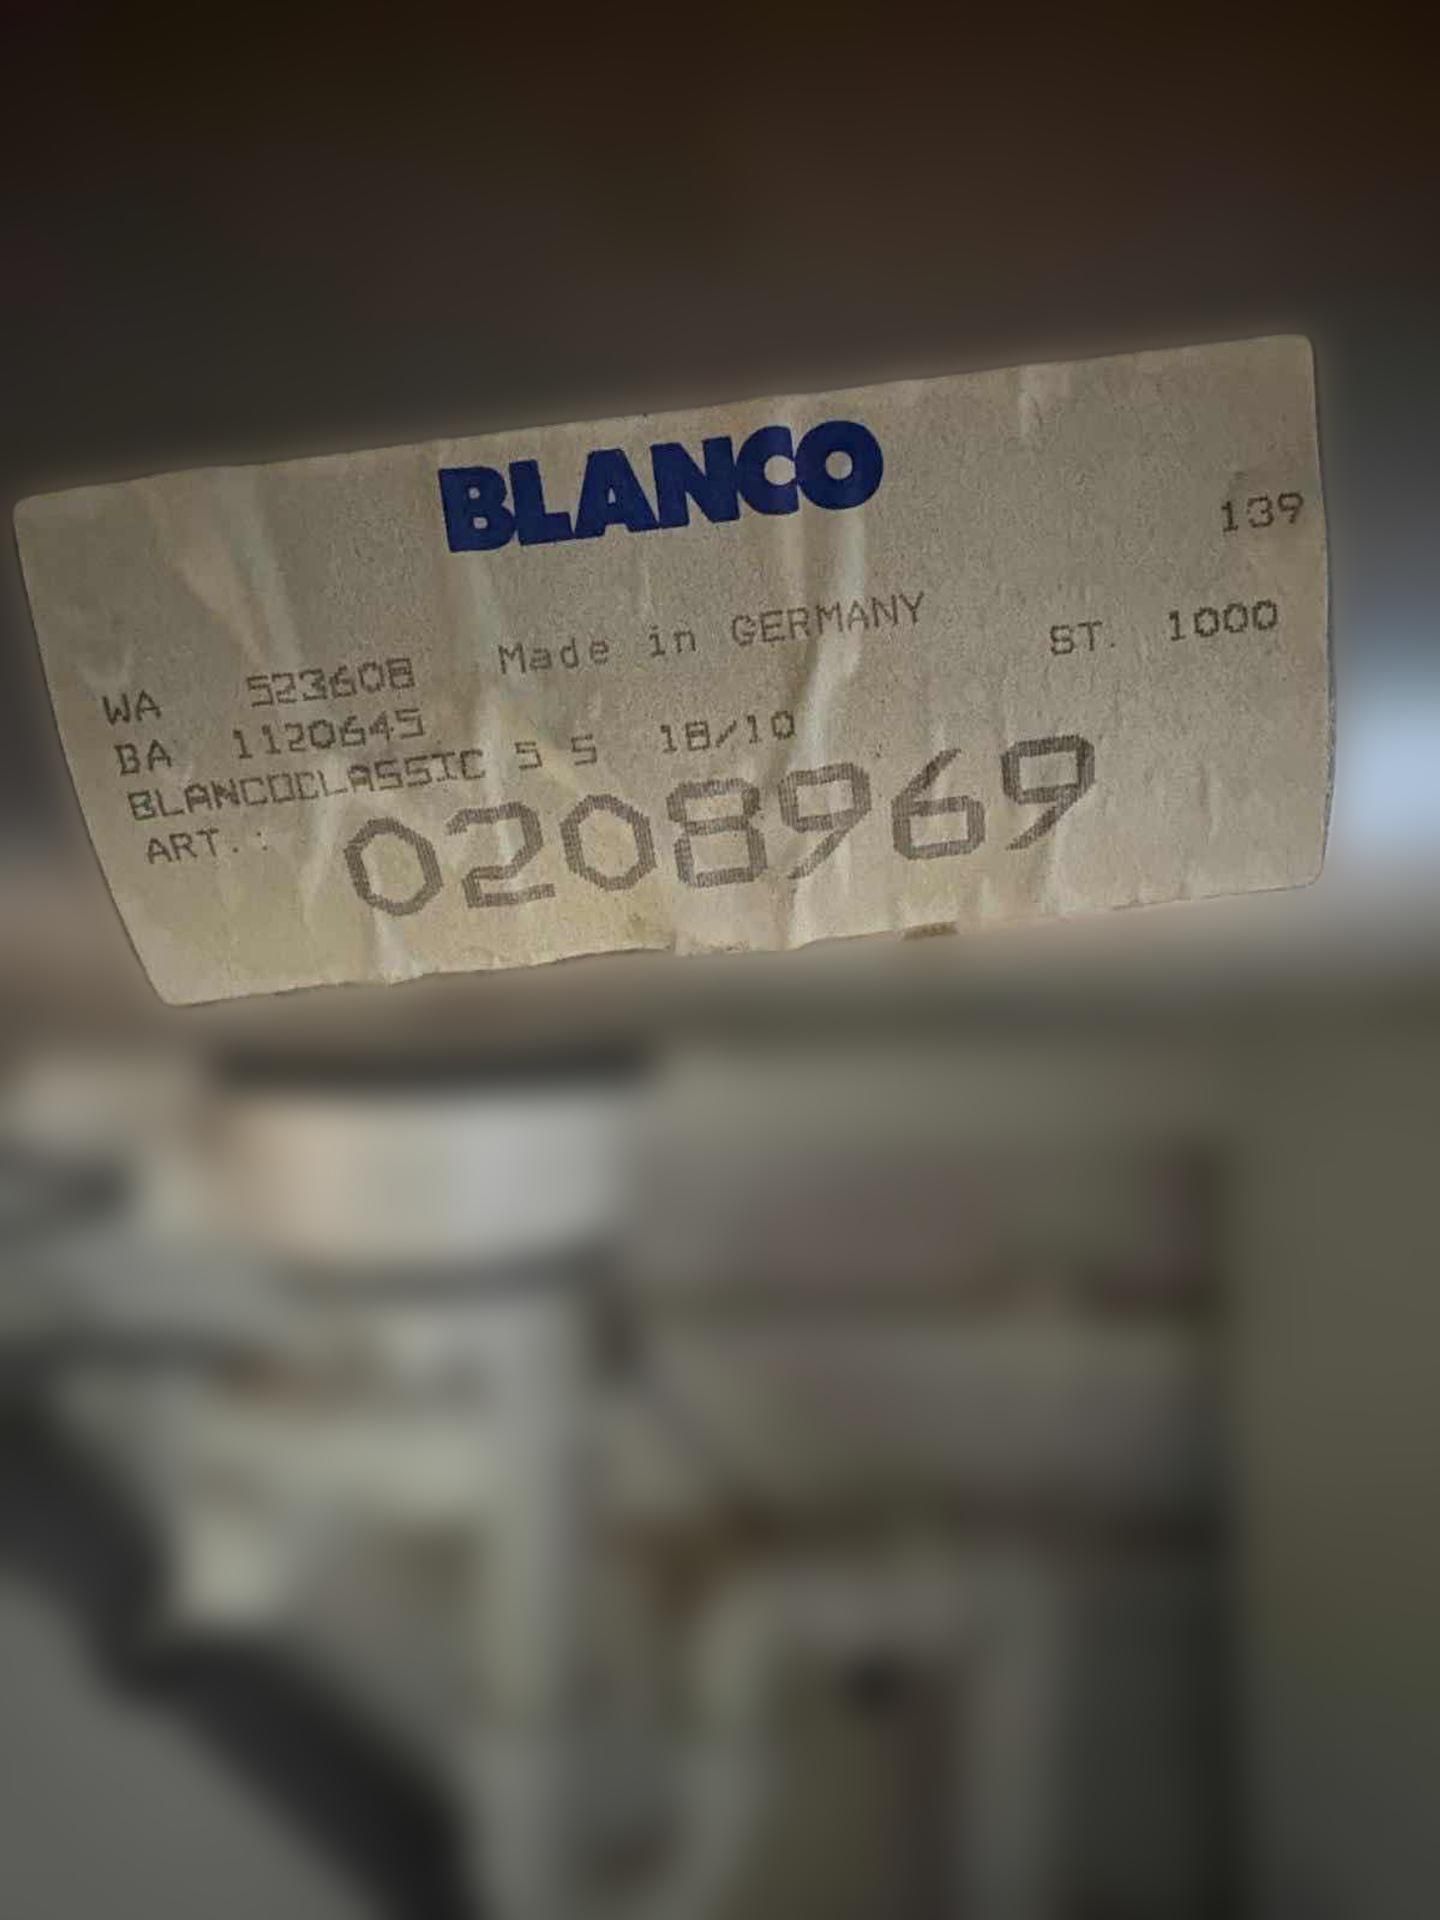 BLANCO
139
WA 523608 Made in GERMANY ST. 1000
BA 1120645
BLANCOCLASSIC 5 S 18/10
ART.: 0208969